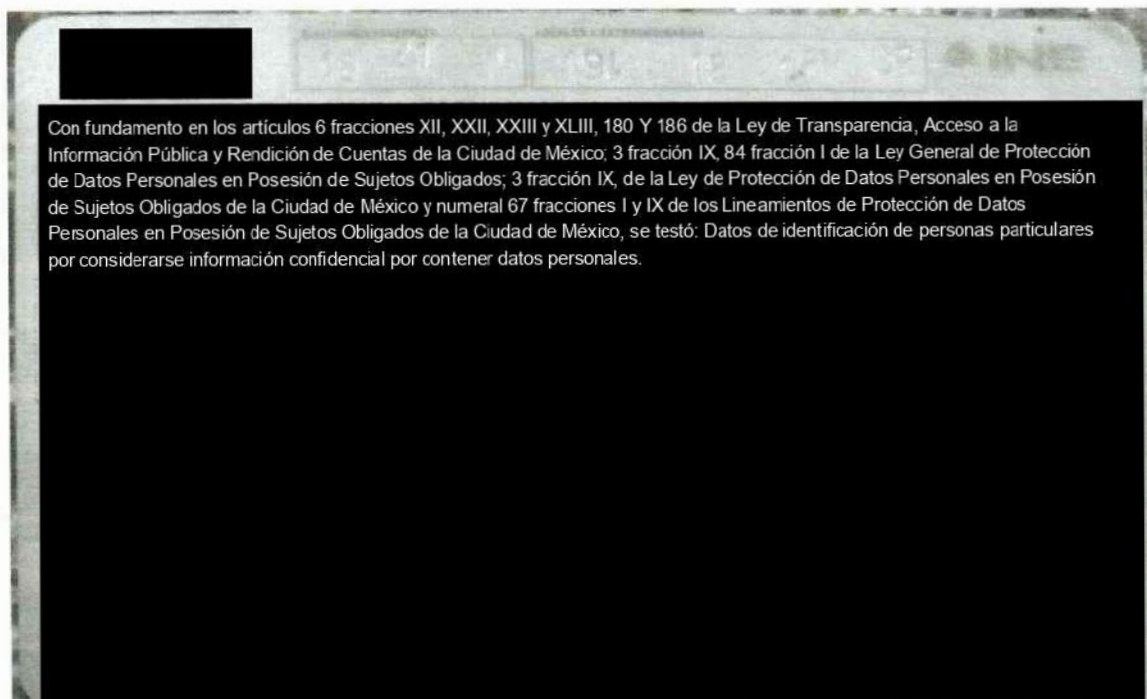 INE
Con fundamento en los artículos 6 fracciones XII, XXII, XXIII y XLIII, 180 Y 186 de la Ley de Transparencia, Acceso a la
Información Pública y Rendición de Cuentas de la Ciudad de México; 3 fracción IX, 84 fracción I de la Ley General de Protección
de Datos Personales en Posesión de Sujetos Obligados; 3 fracción IX, de la Ley de Protección de Datos Personales en Posesión
de Sujetos Obligados de la Ciudad de México y numeral 67 fracciones I y IX de los Lineamientos de Protección de Datos
Personales en Posesión de Sujetos Obligados de la Ciudad de México, se testó: Datos de identificación de personas particulares
por considerarse información confidencial por contener datos personales.